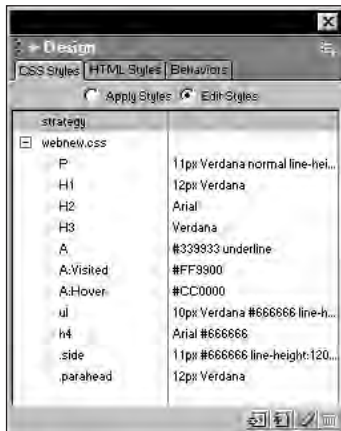 Design
CSS Styles HTML Styles Behaviors
Apply Styles Edit Styles
strategy
webnew.css
P 11px Verdana normal line-hei...
H1 12px Verdana
H2 Arial
H3 Verdana
A #339933 underline
A:Visited #FF9900
A:Hover #CC0000
ul 10px Verdana #666666 line-h...
h4 Arial #666666
.side 11px #666666 line-height:120...
.parahead 12px Verdana